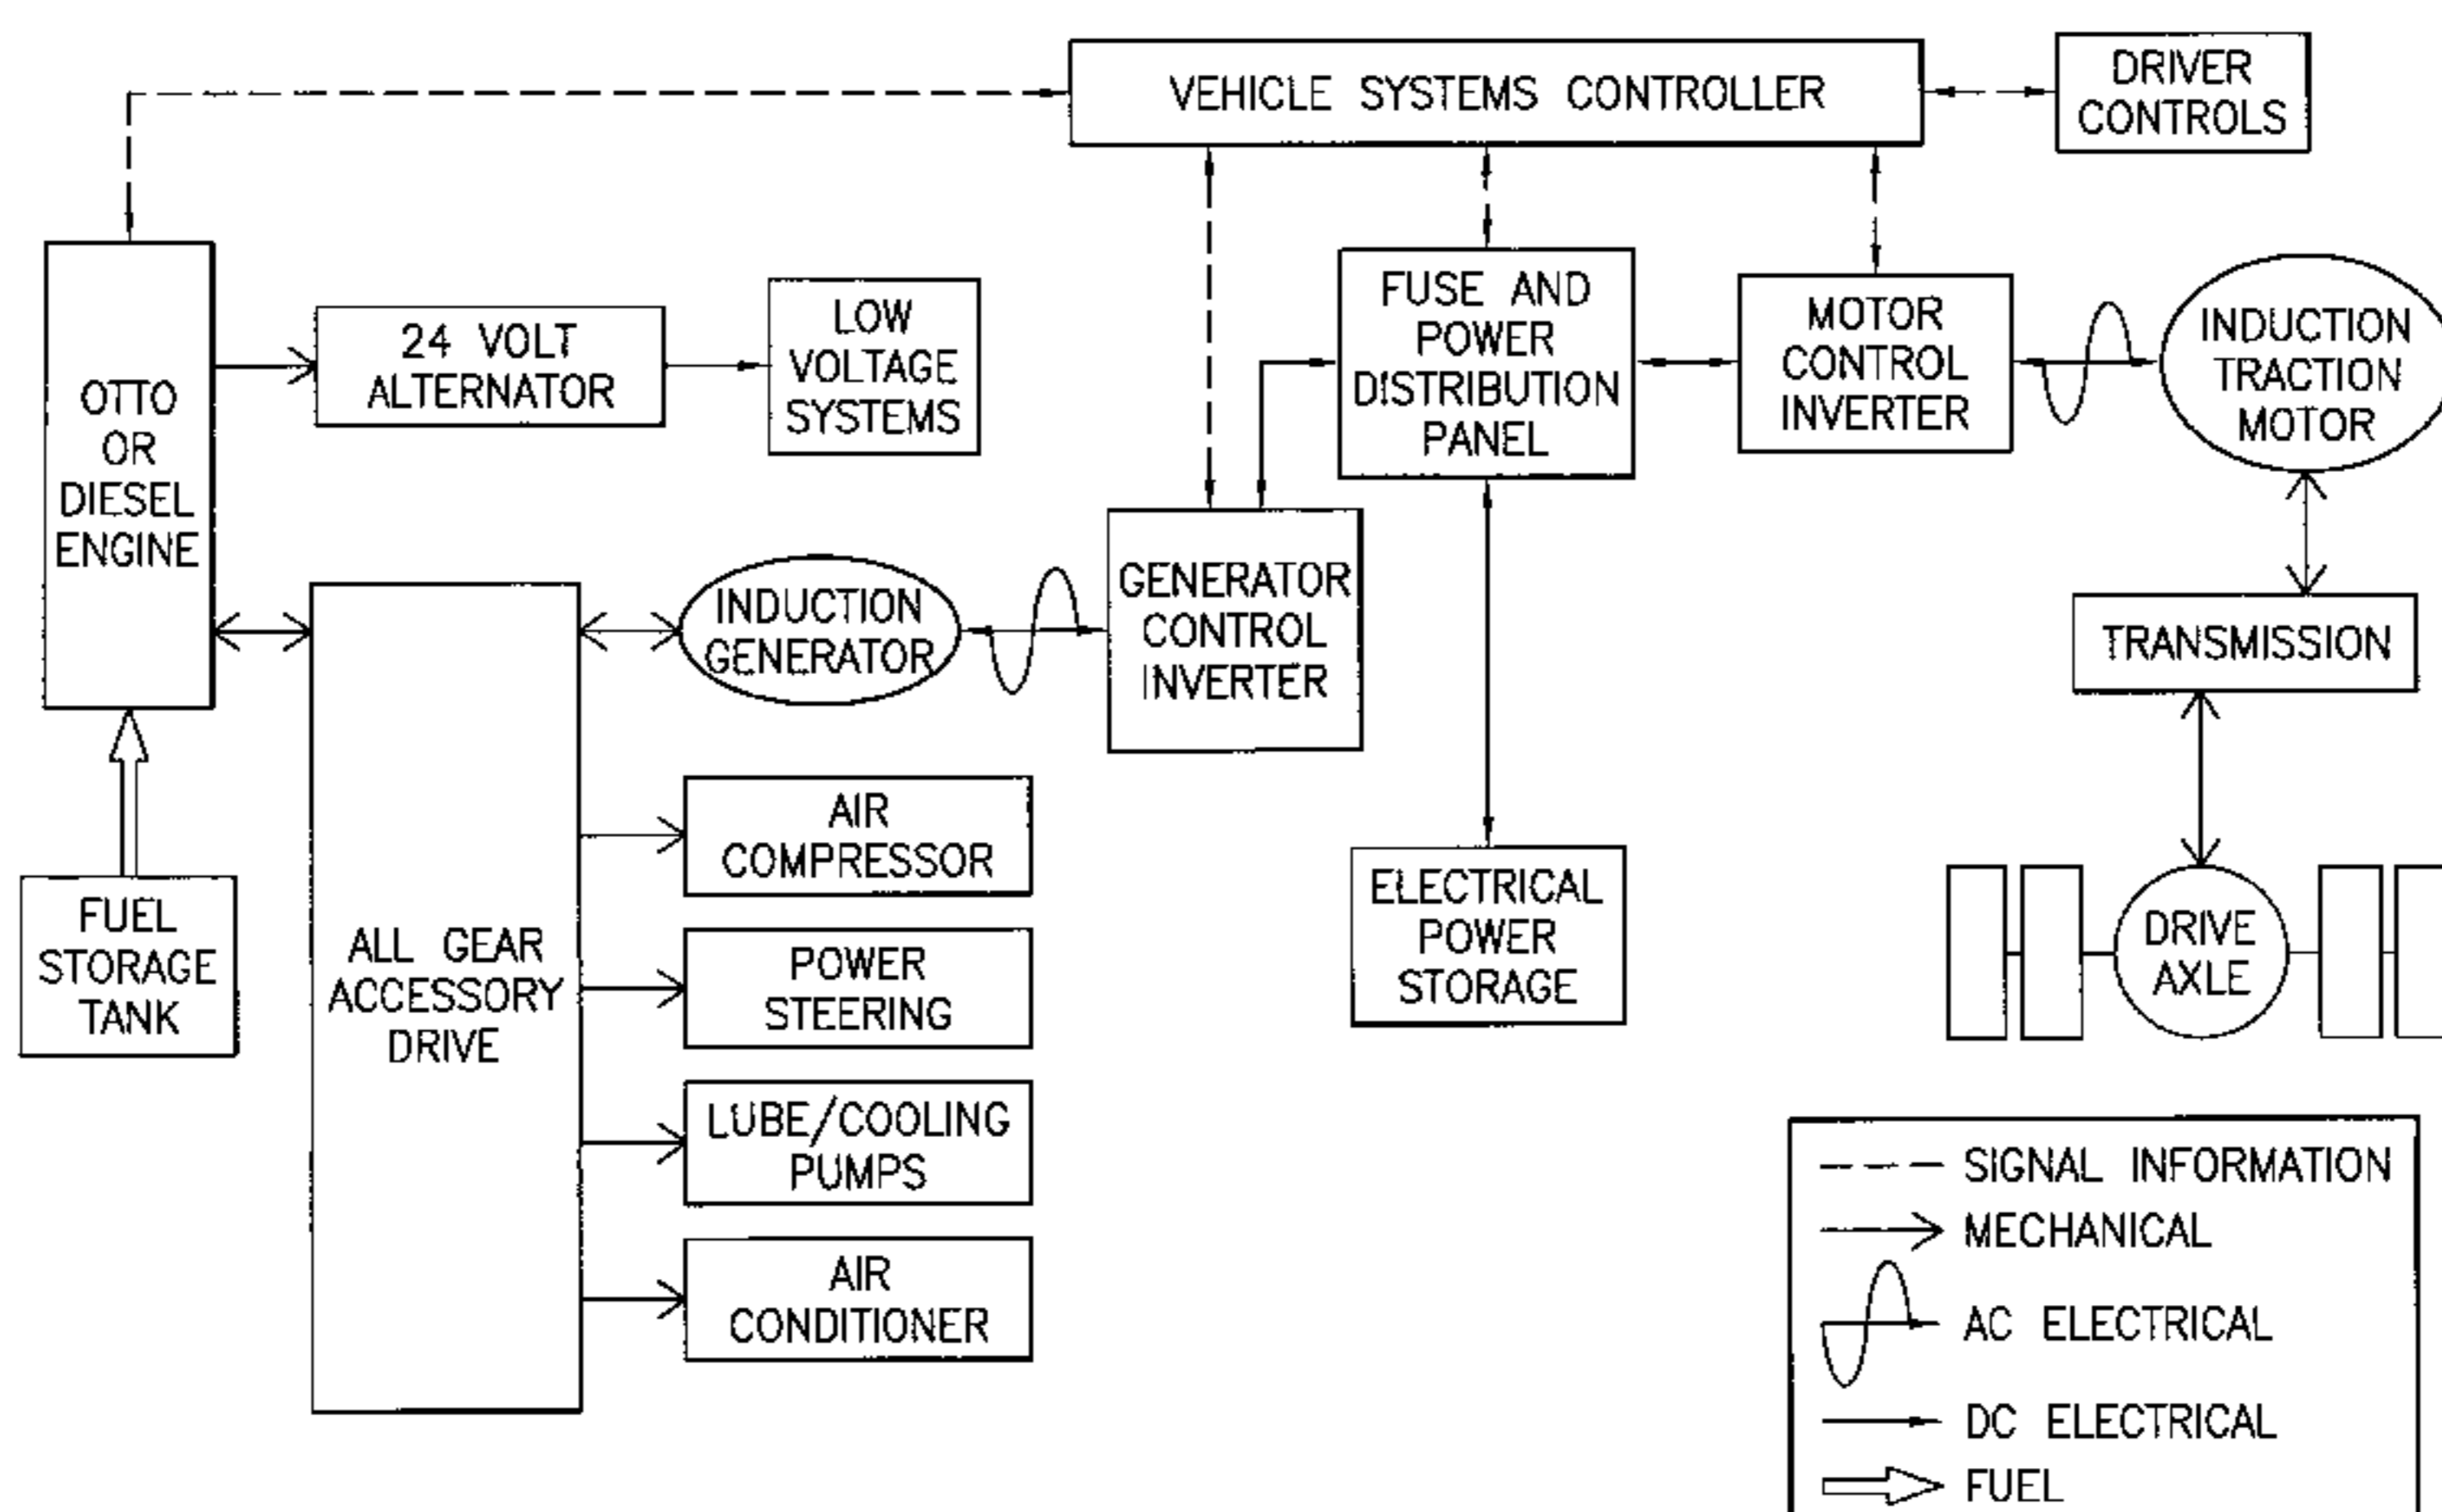 VEHICLE SYSTEMS CONTROLLER
DRIVER
CONTROLS
OTTO
OR
DIESEL
ENGINE
24 VOLT
ALTERNATOR
LOW
VOLTAGE
SYSTEMS
FUSE AND
POWER
DISTRIBUTION
PANEL
MOTOR
CONTROL
INVERTER
INDUCTION
TRACTION
MOTOR
INDUCTION
GENERATOR
GENERATOR
CONTROL
INVERTER
TRANSMISSION
FUEL
STORAGE
TANK
ALL GEAR
ACCESSORY
DRIVE
AIR
COMPRESSOR
POWER
STEERING
LUBE/COOLING
PUMPS
AIR
CONDITIONER
ELECTRICAL
POWER
STORAGE
DRIVE
AXLE
SIGNAL INFORMATION
MECHANICAL
AC ELECTRICAL
DC ELECTRICAL
FUEL